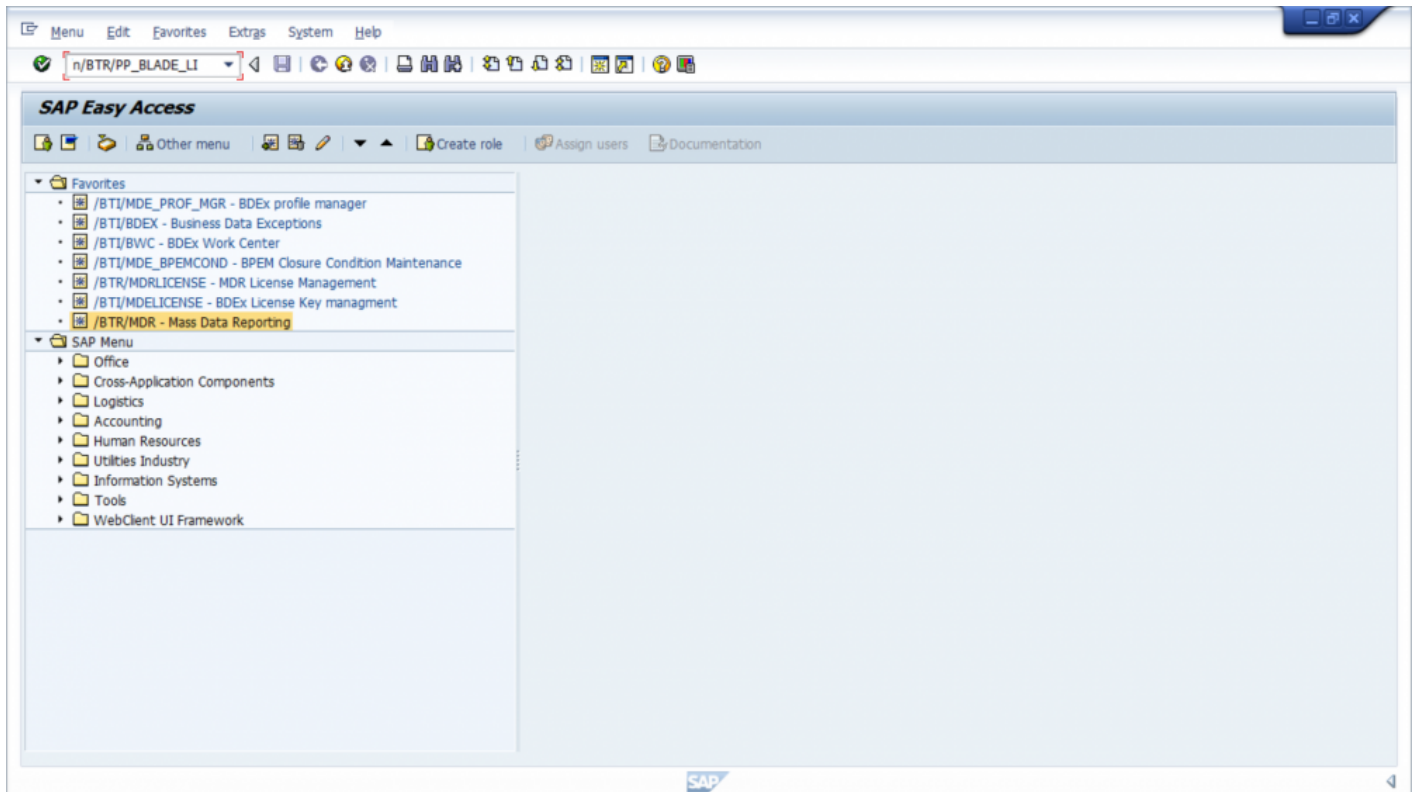 Menu Edit Favorites Extras System Help
n/BTR/PP_BLADE_LI
SAP Easy Access
Other menu Create role Assign users Documentation
Favorites
/BTI/MDE_PROF_MGR - BDEx profile manager
/BTI/BDEX - Business Data Exceptions
/BTI/BWC - BDEx Work Center
/BTI/MDE_BPEMCOND - BPEM Closure Condition Maintenance
/BTR/MDRLICENSE - MDR License Management
/BTI/MDELICENSE - BDEx License Key managment
/BTR/MDR - Mass Data Reporting
SAP Menu
Office
Cross-Application Components
Logistics
Accounting
Human Resources
Utilities Industry
Information Systems
Tools
WebClient UI Framework
SAP